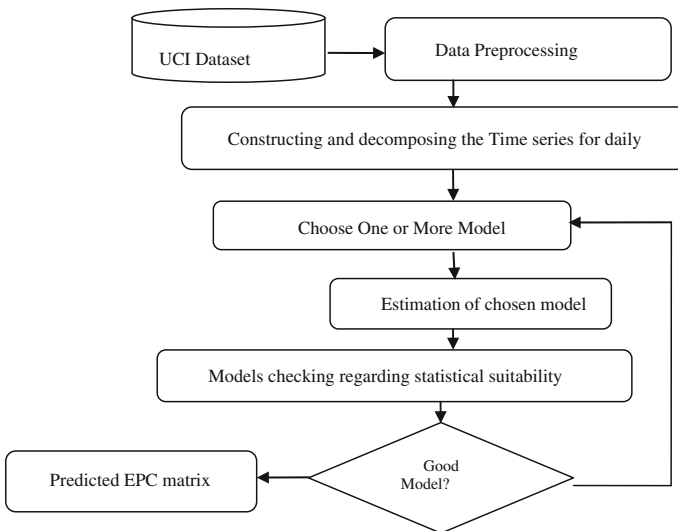 UCI Dataset
Data Preprocessing
Constructing and decomposing the Time series for daily
Choose One or More Model
Estimation of chosen model
Models checking regarding statistical suitability
Good
Model?
Predicted EPC matrix